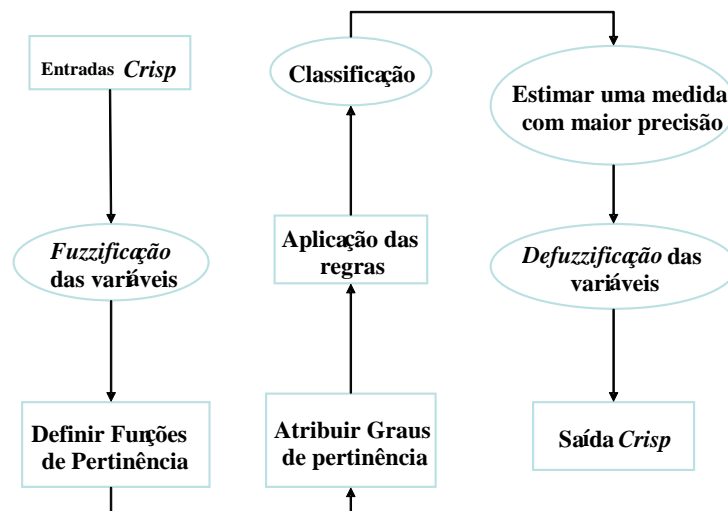 Entradas Crisp
Fuzzificação
das variáveis
Definir Funções
de Pertinência
Atribuir Graus
de pertinência
Aplicação das
regras
Classificação
Estimar uma medida
com maior precisão
Defuzzificação das
variáveis
Saída Crisp